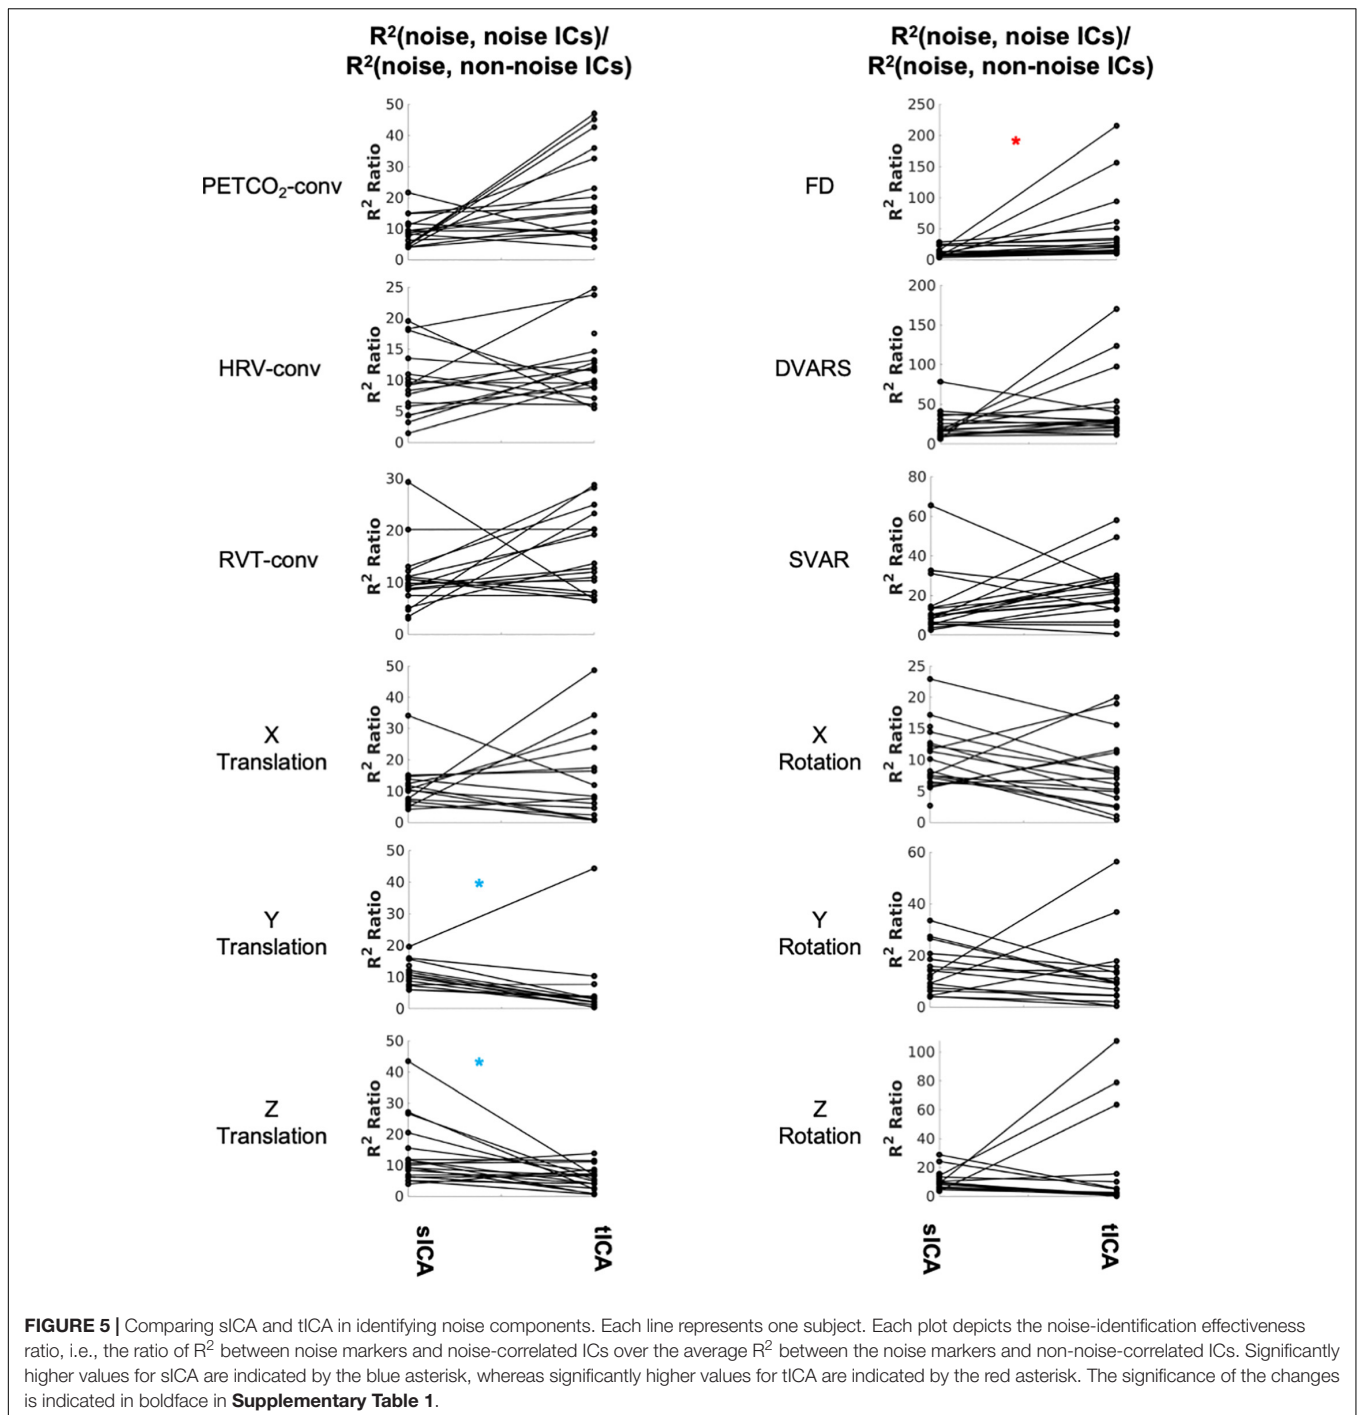 R²(noise, noise ICs)/
R²(noise, non-noise ICs)
R²(noise, noise ICs)/
R²(noise, non-noise ICs)
PETCO₂-conv
R² Ratio
50
40
30
20
10
0
FD
R² Ratio
250
200
150
100
50
0
*
HRV-conv
R² Ratio
25
20
15
10
5
0
DVARS
R² Ratio
200
150
100
50
0
RVT-conv
R² Ratio
30
20
10
0
SVAR
R² Ratio
80
60
40
20
0
X
Translation
R² Ratio
50
40
30
20
10
0
X
Rotation
R² Ratio
25
20
15
10
5
0
Y
Translation
R² Ratio
50
40
30
20
10
0
*
Y
Rotation
R² Ratio
60
40
20
0
Z
Translation
R² Ratio
50
40
30
20
10
0
*
Z
Rotation
R² Ratio
100
80
60
40
20
0
sICA
tICA
sICA
tICA
FIGURE 5 | Comparing sICA and tICA in identifying noise components. Each line represents one subject. Each plot depicts the noise-identification effectiveness
ratio, i.e., the ratio of R² between noise markers and noise-correlated ICs over the average R² between the noise markers and non-noise-correlated ICs. Significantly
higher values for sICA are indicated by the blue asterisk, whereas significantly higher values for tICA are indicated by the red asterisk. The significance of the changes
is indicated in boldface in Supplementary Table 1.